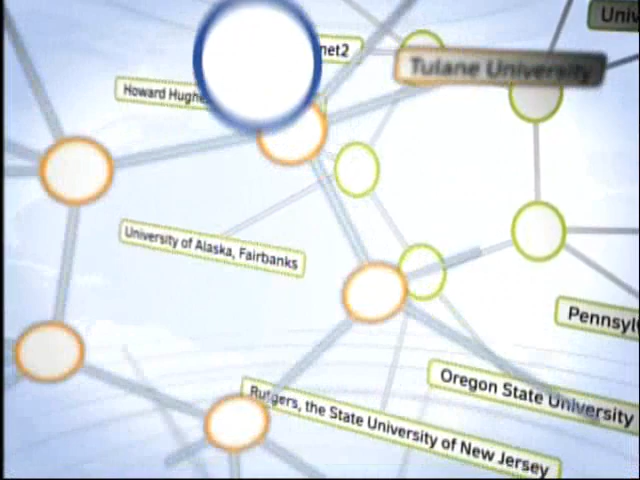 Univ
net2
Tulane University
Howard Hughe
University of Alaska, Fairbanks
Pennsyl
Oregon State University
Rutgers, the State University of New Jersey